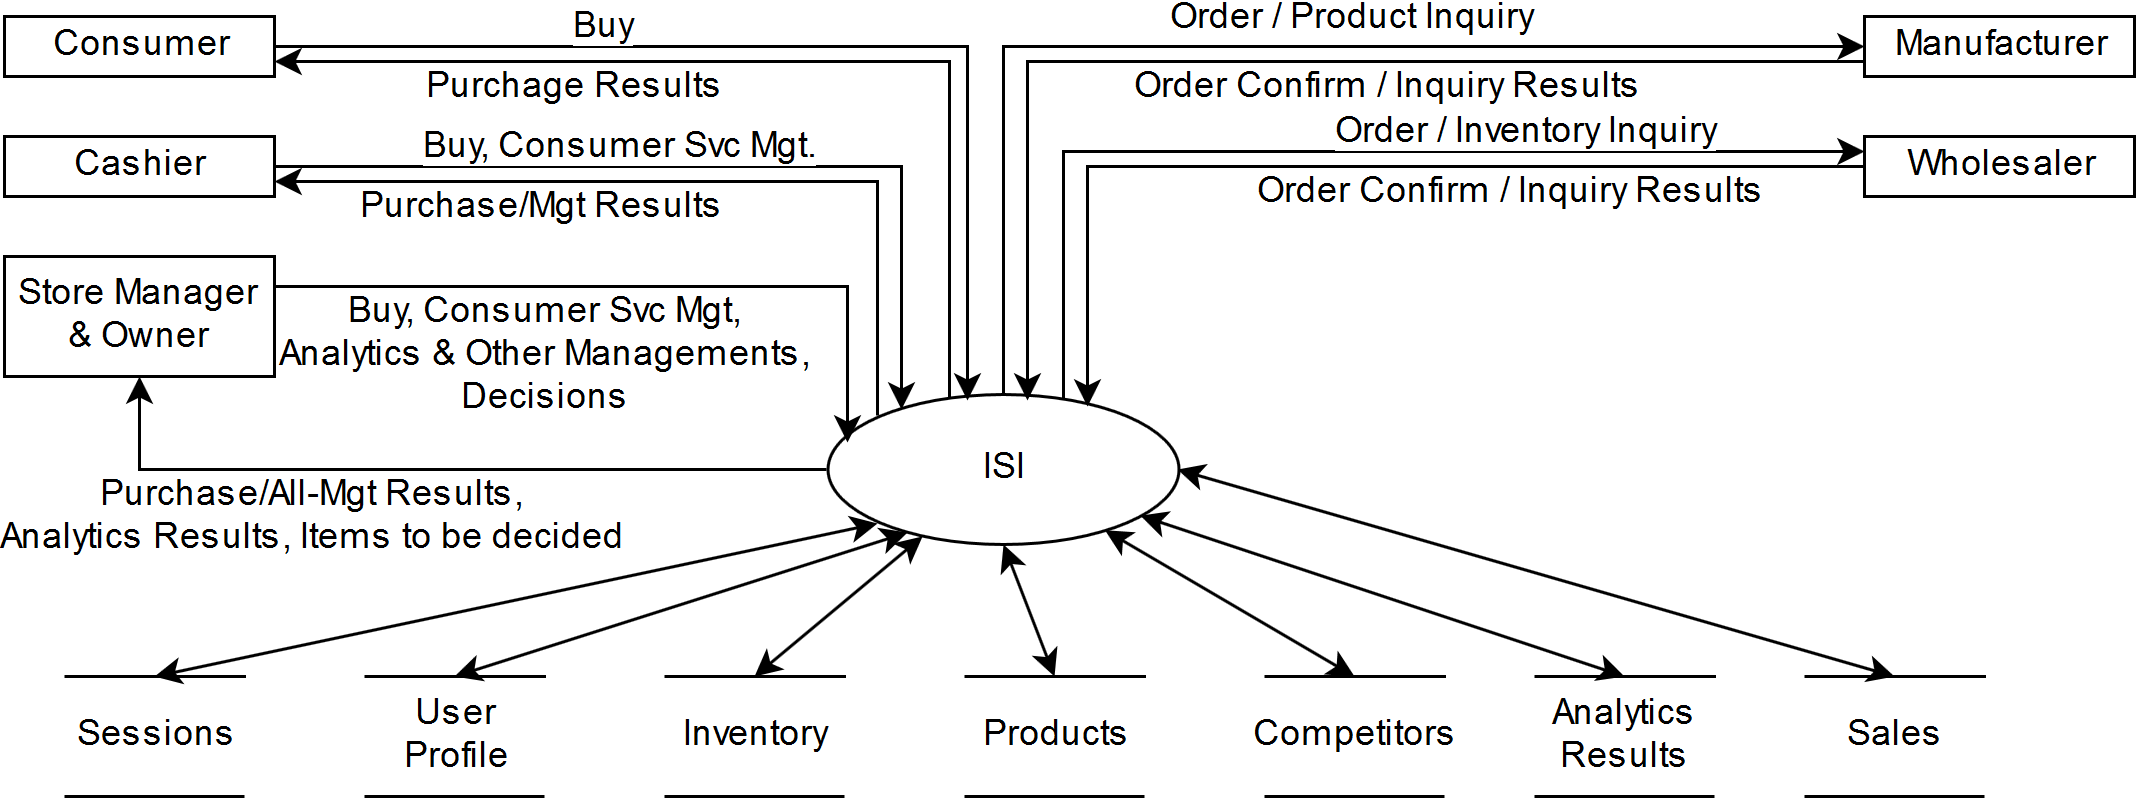 Consumer
Buy
Purchage Results
Order / Product Inquiry
Manufacturer
Order Confirm / Inquiry Results
Cashier
Buy, Consumer Svc Mgt.
Purchase/Mgt Results
Order / Inventory Inquiry
Wholesaler
Order Confirm / Inquiry Results
Store Manager
& Owner
Buy, Consumer Svc Mgt,
Analytics & Other Managements,
Decisions
ISI
Purchase/All-Mgt Results,
Analytics Results, Items to be decided
Sessions
User
Profile
Inventory
Products
Competitors
Analytics
Results
Sales